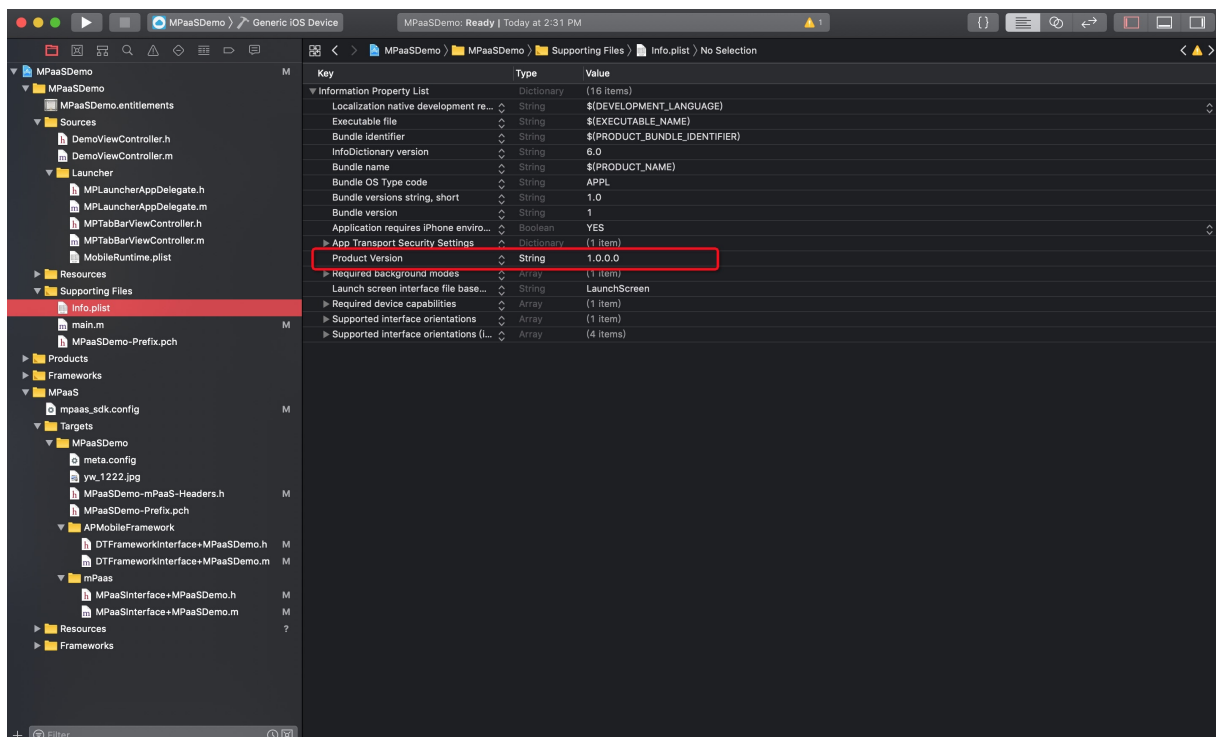 MPaaSDemo 〉 Generic iOS Device
MPaaSDemo: Ready | Today at 2:31 PM
1
MPaaSDemo 〉 MPaaSDemo 〉 Supporting Files 〉 Info.plist 〉 No Selection
MPaaSDemo M
MPaaSDemo
MPaaSDemo.entitlements
Sources
DemoViewController.h
DemoViewController.m
Launcher
MPLauncherAppDelegate.h
MPLauncherAppDelegate.m
MPTabBarViewController.h
MPTabBarViewController.m
MobileRuntime.plist
Resources
Supporting Files
Info.plist
main.m M
MPaaSDemo-Prefix.pch
Products
Frameworks
MPaaS
mpaas_sdk.config M
Targets
MPaaSDemo
meta.config
yw_1222.jpg
MPaaSDemo-mPaaS-Headers.h M
MPaaSDemo-Prefix.pch
APMobileFramework
DTFrameworkInterface+MPaaSDemo.h M
DTFrameworkInterface+MPaaSDemo.m M
mPaas
MPaaSInterface+MPaaSDemo.h M
MPaaSInterface+MPaaSDemo.m M
Resources ?
Frameworks
Filter
Key Type Value
Information Property List Dictionary (16 items)
Localization native development re... String $(DEVELOPMENT_LANGUAGE)
Executable file String $(EXECUTABLE_NAME)
Bundle identifier String $(PRODUCT_BUNDLE_IDENTIFIER)
InfoDictionary version String 6.0
Bundle name String $(PRODUCT_NAME)
Bundle OS Type code String APPL
Bundle versions string, short String 1.0
Bundle version String 1
Application requires iPhone enviro... Boolean YES
App Transport Security Settings Dictionary (1 item)
Product Version String 1.0.0.0
Required background modes Array (1 item)
Launch screen interface file base... String LaunchScreen
Required device capabilities Array (1 item)
Supported interface orientations Array (1 item)
Supported interface orientations (i... Array (4 items)